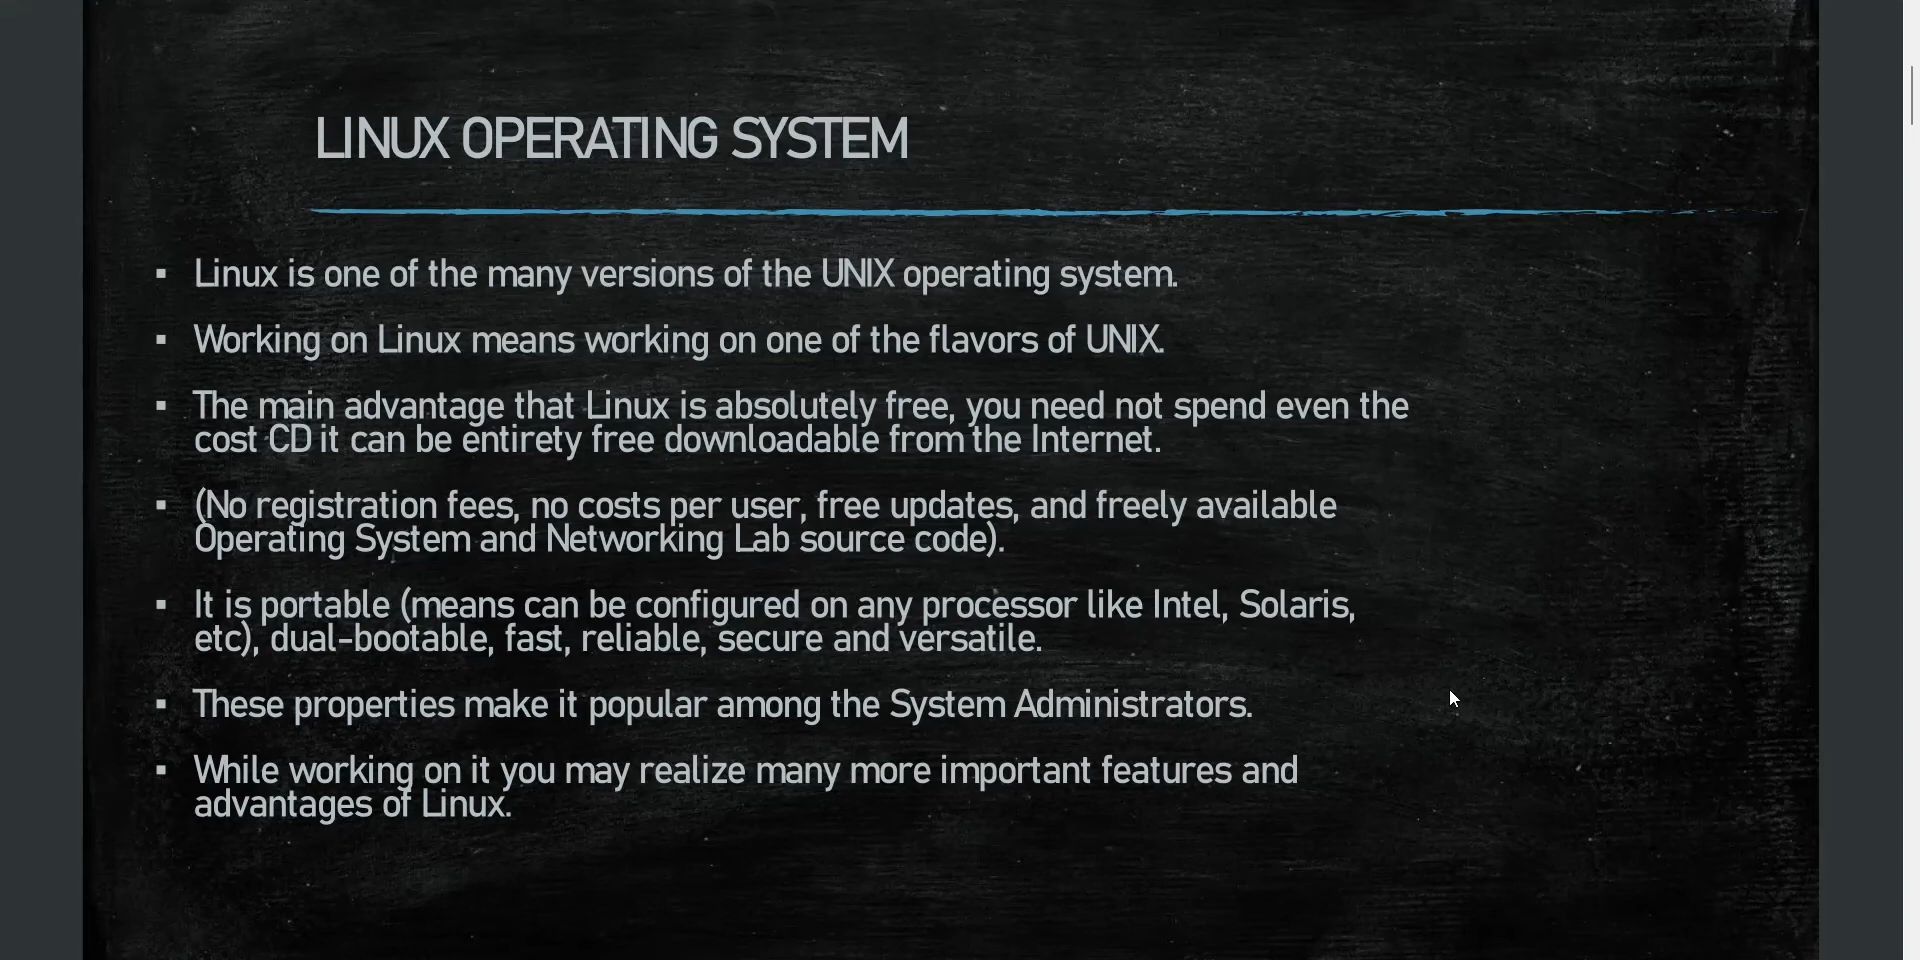 LINUX OPERATING SYSTEM
▪ Linux is one of the many versions of the UNIX operating system.
▪ Working on Linux means working on one of the flavors of UNIX.
▪ The main advantage that Linux is absolutely free, you need not spend even the
cost CD it can be entirety free downloadable from the Internet.
▪ (No registration fees, no costs per user, free updates, and freely available
Operating System and Networking Lab source code).
▪ It is portable (means can be configured on any processor like Intel, Solaris,
etc), dual-bootable, fast, reliable, secure and versatile.
▪ These properties make it popular among the System Administrators.
▪ While working on it you may realize many more important features and
advantages of Linux.